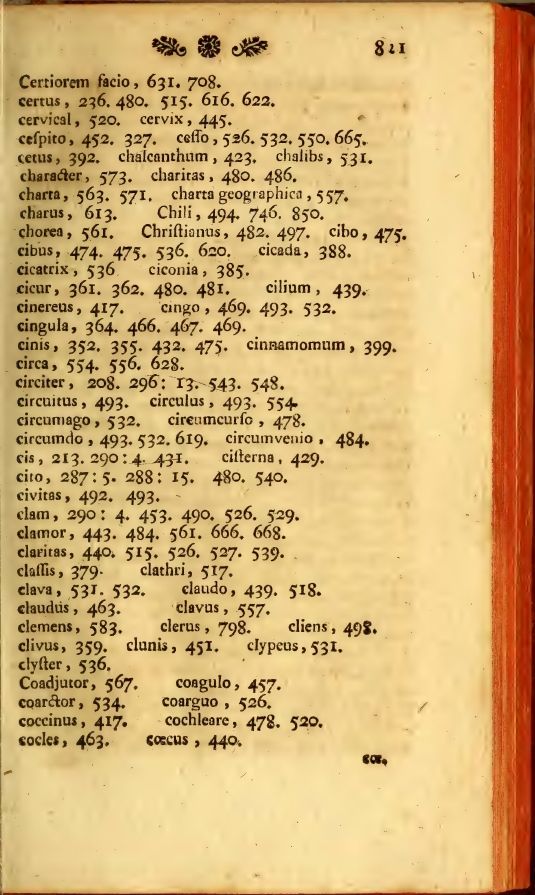 821
Certiorem facio, 631. 708.
certus, 236. 480. 515. 616. 622.
cervical, 520. cervix, 445.
ceſpito, 452. 327. ceſſo, 526. 532. 550. 665.
cetus, 392. chalcanthum, 423. chalibs, 531.
character, 573. charitas, 480. 486.
charta, 563. 571. charta geographica, 557.
charus, 613. Chili, 494. 746. 850.
chorea, 561. Chriſtianus, 482. 497. cibo, 475.
cibus, 474. 475. 536. 620. cicada, 388.
cicatrix, 536 ciconia, 385.
cicur, 361. 362. 480. 481. cilium, 439.
cinereus, 417. cingo, 469. 493. 532.
cingula, 364. 466. 467. 469.
cinis, 352. 355. 432. 475. cinnamomum, 399.
circa, 554. 556. 628.
circiter, 208. 296: 13. 543. 548.
circuitus, 493. circulus, 493. 554.
circumago, 532. circumcurſo, 478.
circumdo, 493. 532. 619. circumvenio, 484.
cis, 213. 290: 4. 431. ciſterna, 429.
cito, 287: 5. 288: 15. 480. 540.
civitas, 492. 493.
clam, 290: 4. 453. 490. 526. 529.
clamor, 443. 484. 561. 666. 668.
claritas, 440. 515. 526. 527. 539.
claſſis, 379. clathri, 517.
clava, 531. 532. claudo, 439. 518.
claudus, 463. clavus, 557.
clemens, 583. clerus, 798. cliens, 498.
clivus, 359. clunis, 451. clypeus, 531.
clyſter, 536.
Coadjutor, 567. coagulo, 457.
coarctor, 534. coarguo, 526.
coccinus, 417. cochleare, 478. 520.
cocles, 463. cœcus, 440.
cœ.